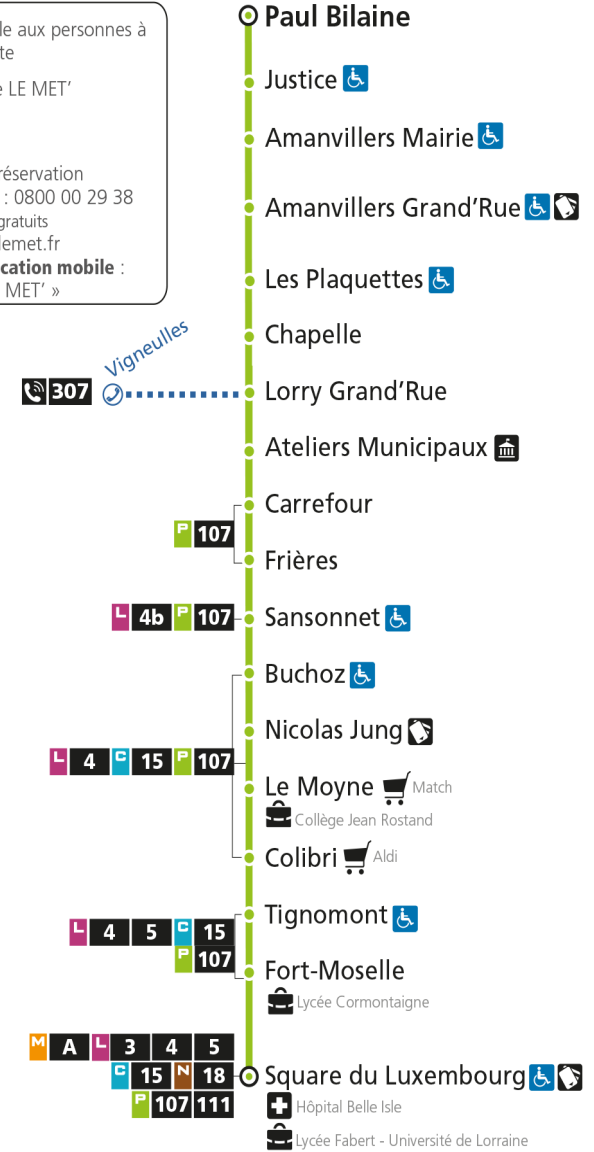 le aux personnes à
te
e LE MET’
réservation
: 0800 00 29 38
gratuits
lemet.fr
cation mobile :
MET’ »
Paul Bilaine
Justice
Amanvillers Mairie
Amanvillers Grand’Rue
Les Plaquettes
Chapelle
Vigneulles
307
Lorry Grand’Rue
Ateliers Municipaux
Carrefour
P 107
Frières
L 4b P 107
Sansonnet
Buchoz
Nicolas Jung
L 4 C 15 P 107
Le Moyne Match
Collège Jean Rostand
Colibri Aldi
Tignomont
L 4 5 C 15
P 107
Fort-Moselle
Lycée Cormontaigne
M A L 3 4 5
C 15 N 18
P 107 111
Square du Luxembourg
Hôpital Belle Isle
Lycée Fabert - Université de Lorraine